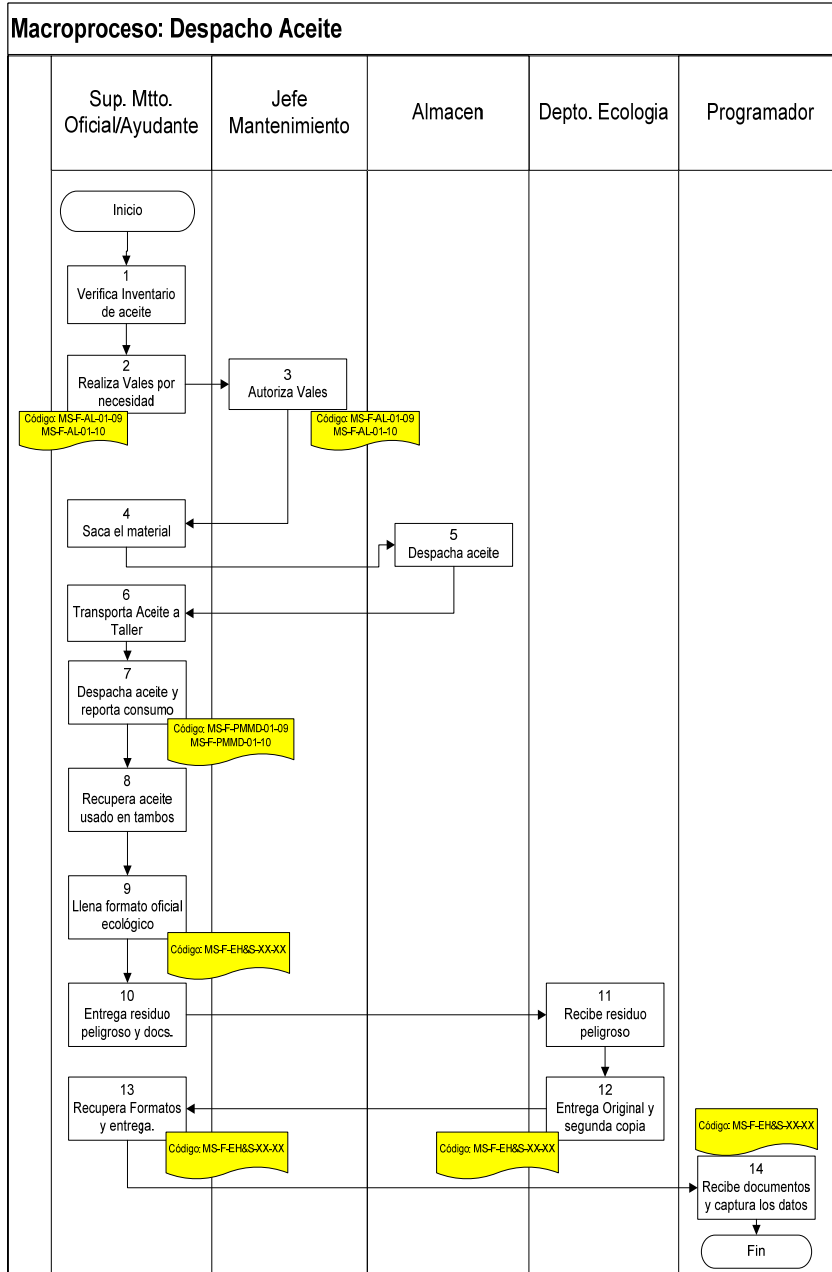 Macroproceso: Despacho Aceite
Sup. Mtto.
Oficial/Ayudante
Jefe
Mantenimiento
Almacen
Depto. Ecologia
Programador
Inicio
1
Verifica Inventario
de aceite
2
Realiza Vales por
necesidad
Código: MS-F-AL-01-09
MS-F-AL-01-10
3
Autoriza Vales
Código: MS-F-AL-01-09
MS-F-AL-01-10
4
Saca el material
5
Despacha aceite
6
Transporta Aceite a
Taller
7
Despacha aceite y
reporta consumo
Código: MS-F-PMMD-01-09
MS-F-PMMD-01-10
8
Recupera aceite
usado en tambos
9
Llena formato oficial
ecológico
Código: MS-F-EH&S-XX-XX
10
Entrega residuo
peligroso y docs.
11
Recibe residuo
peligroso
12
Entrega Original y
segunda copia
Código: MS-F-EH&S-XX-XX
13
Recupera Formatos
y entrega.
Código: MS-F-EH&S-XX-XX
Código: MS-F-EH&S-XX-XX
14
Recibe documentos
y captura los datos
Fin